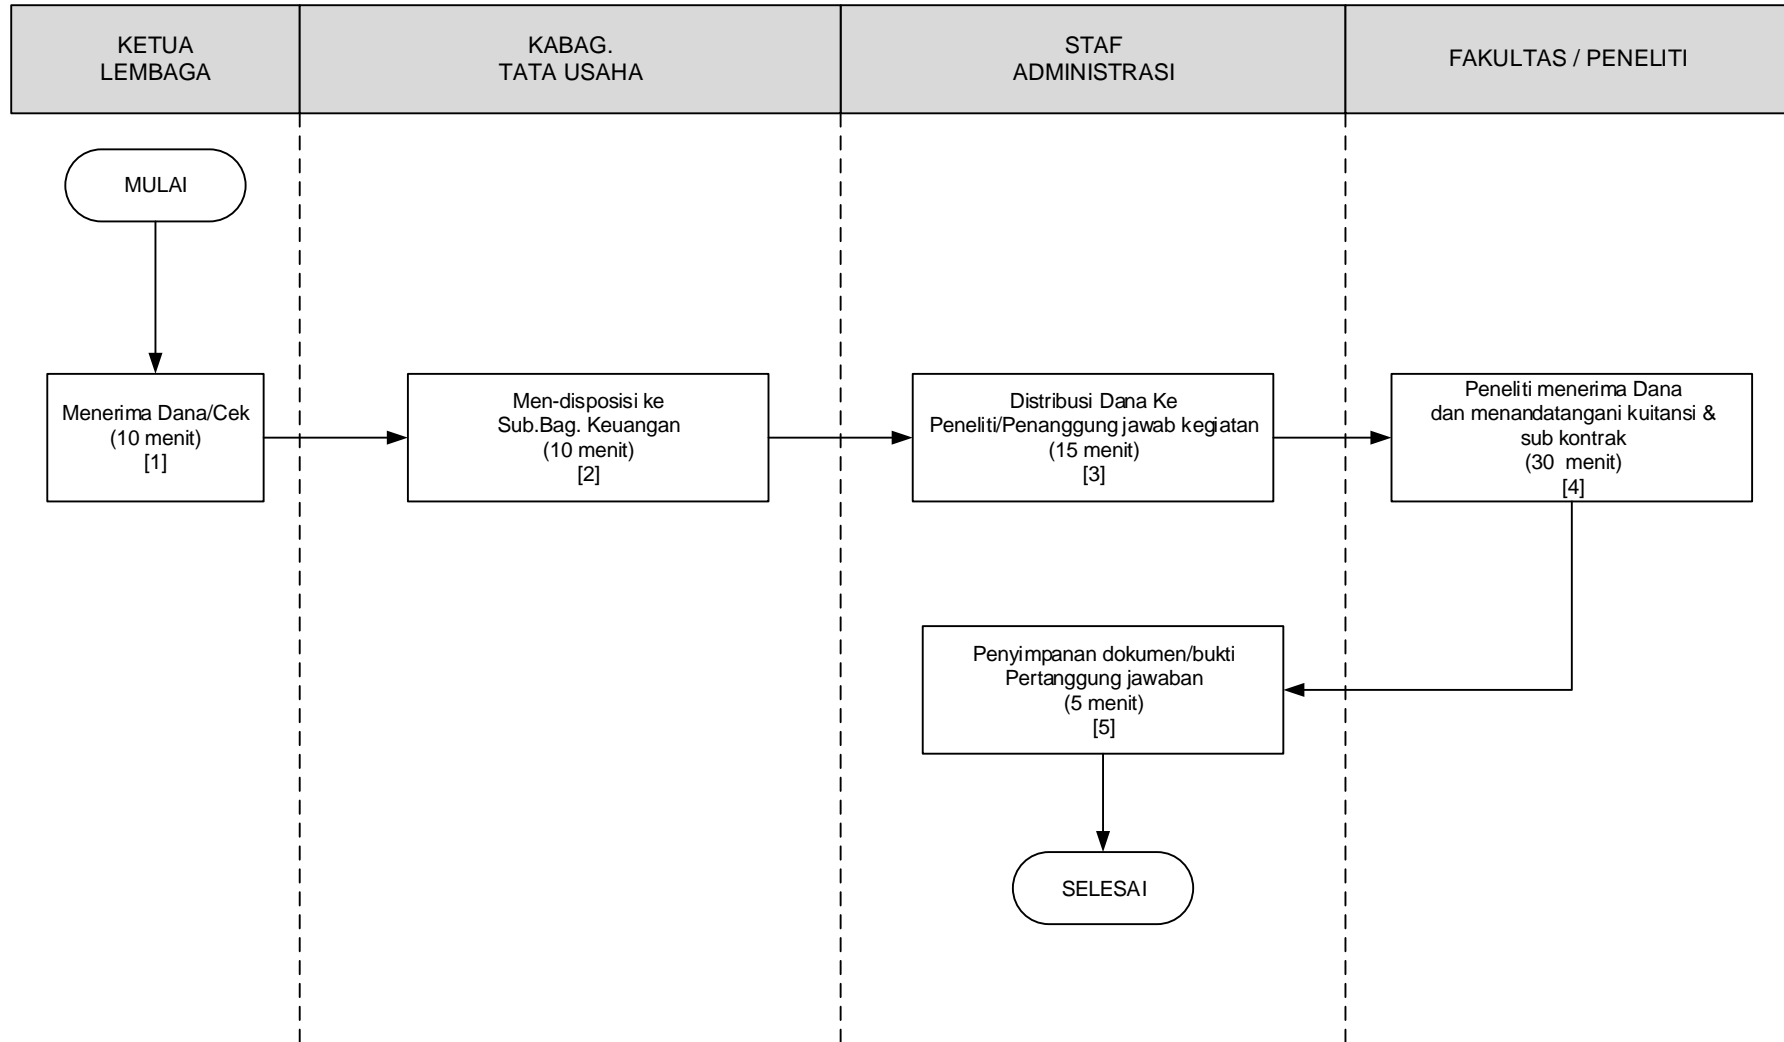 KETUA
LEMBAGA
KABAG.
TATA USAHA
STAF
ADMINISTRASI
FAKULTAS / PENELITI
MULAI
Menerima Dana/Cek
(10 menit)
[1]
Men-disposisi ke
Sub.Bag. Keuangan
(10 menit)
[2]
Distribusi Dana Ke
Peneliti/Penanggung jawab kegiatan
(15 menit)
[3]
Peneliti menerima Dana
dan menandatangani kuitansi &
sub kontrak
(30 menit)
[4]
Penyimpanan dokumen/bukti
Pertanggung jawaban
(5 menit)
[5]
SELESAI